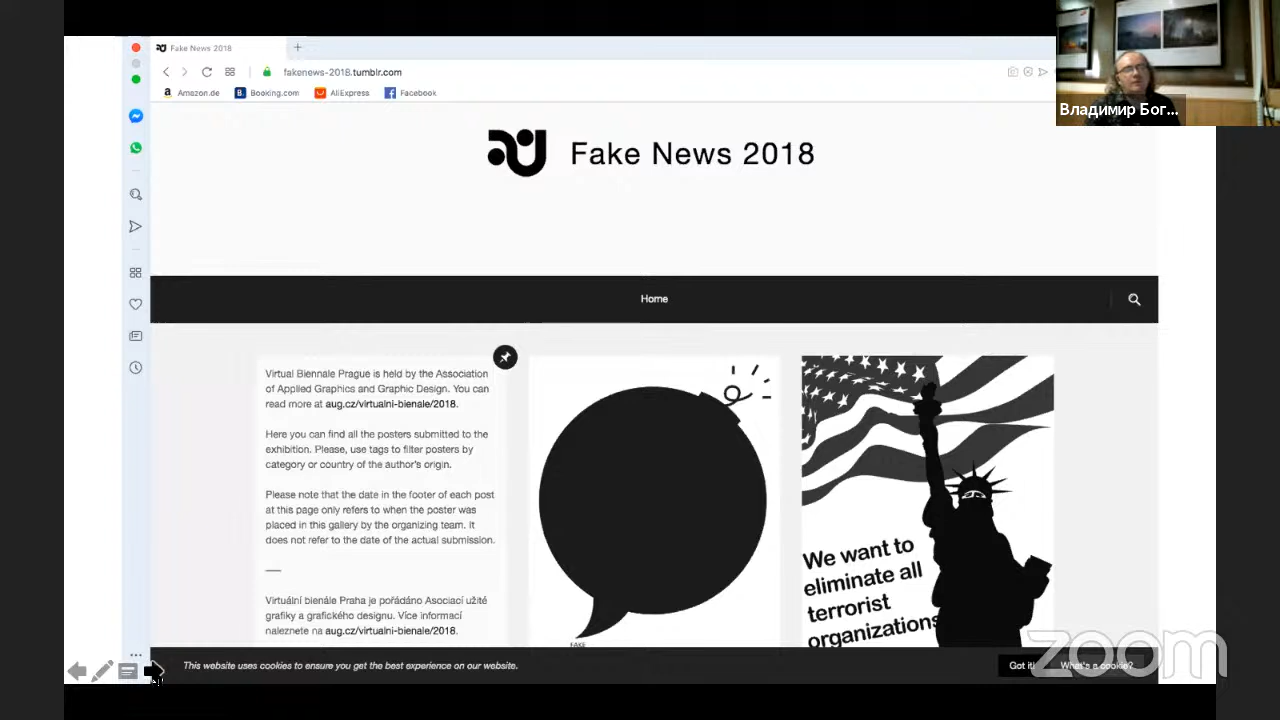 Fake News 2018
fakenews-2018.tumblr.com
Amazon.de
Booking.com
AliExpress
Facebook
Владимир Бог...
Fake News 2018
Home
Virtual Biennale Prague is held by the Association
of Applied Graphics and Graphic Design. You can
read more at aug.cz/virtualni-bienale/2018.
Here you can find all the posters submitted to the
exhibition. Please, use tags to filter posters by
category or country of the author's origin.
Please note that the date in the footer of each post
at this page only refers to when the poster was
placed in this gallery by the organizing team. It
does not refer to the date of the actual submission.
Virtuální bienále Praha je pořádáno Asociací užité
grafiky a grafického designu. Více informací
naleznete na aug.cz/virtualni-bienale/2018.
FAKE
We want to
eliminate all
terrorist
organizations
This website uses cookies to ensure you get the best experience on our website.
Got it!
What's a cookie?
zoom